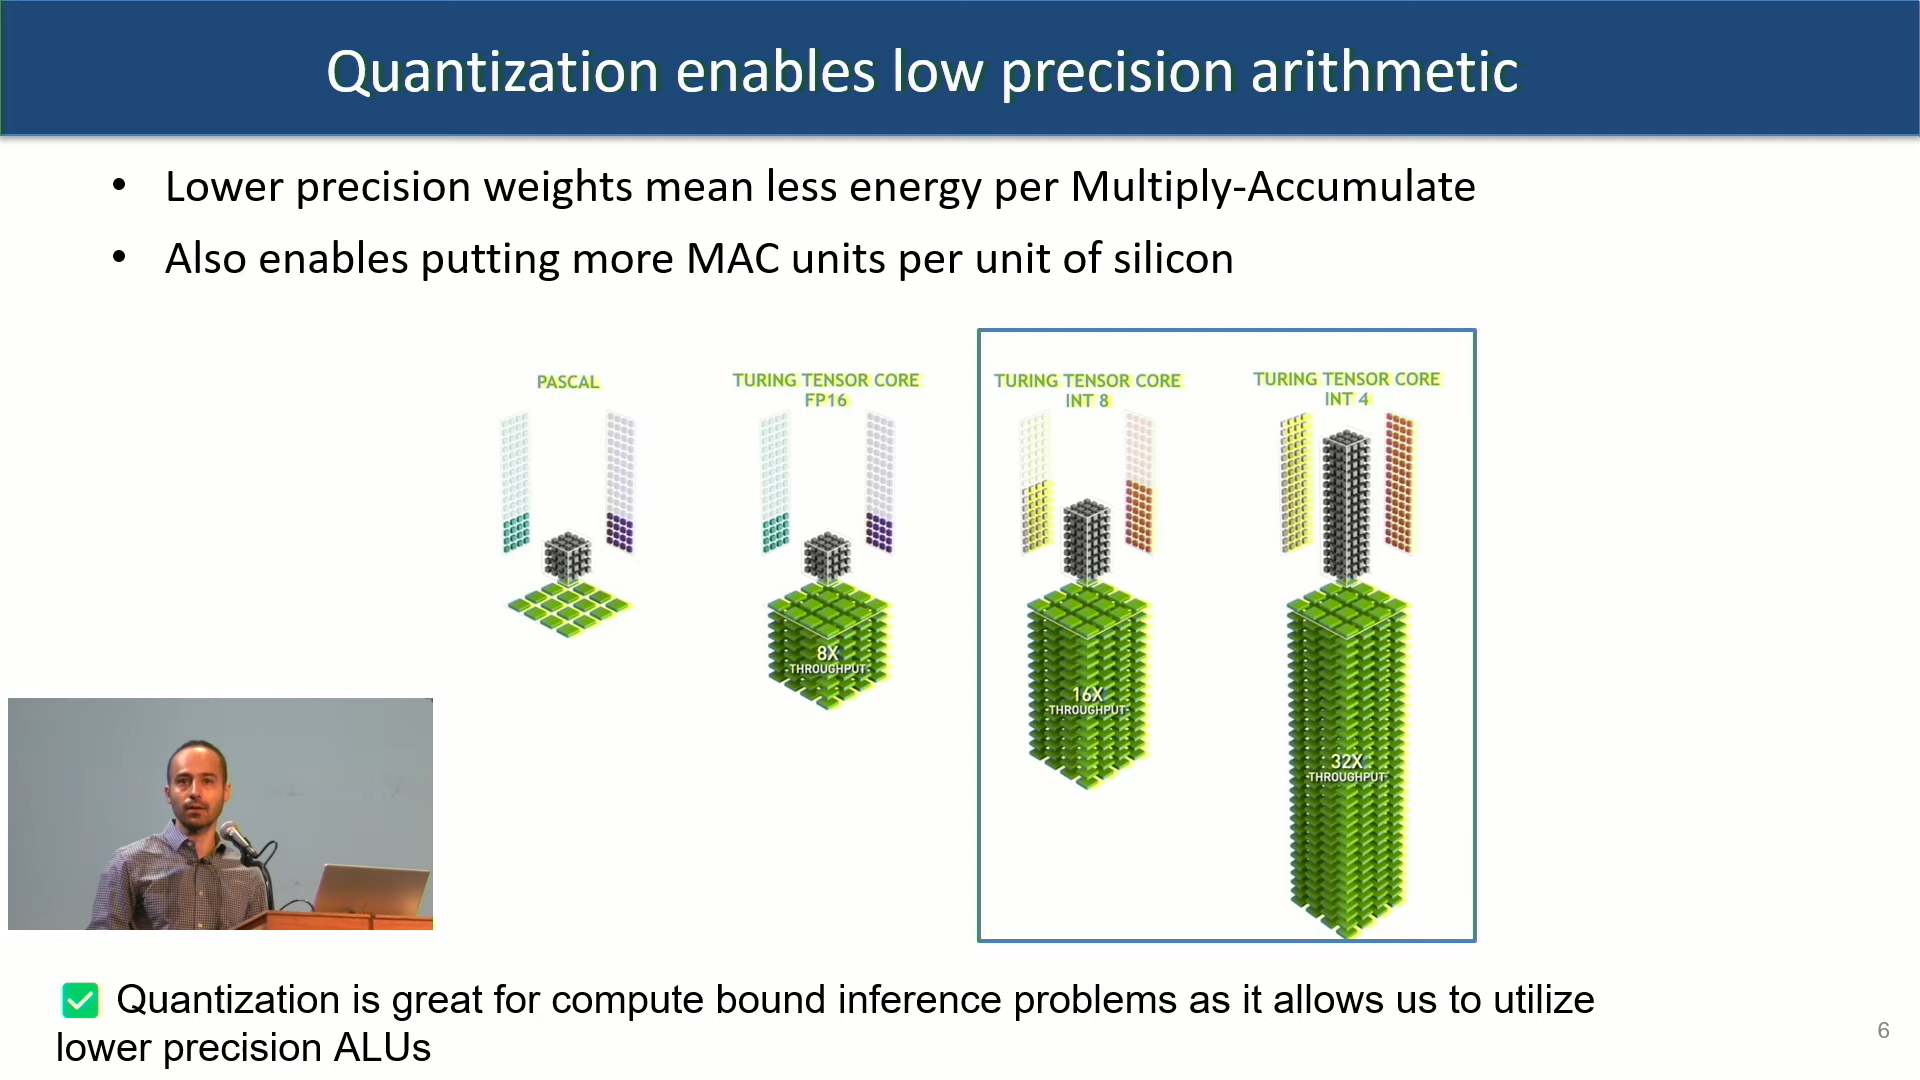 Quantization enables low precision arithmetic
• Lower precision weights mean less energy per Multiply-Accumulate
• Also enables putting more MAC units per unit of silicon
PASCAL
TURING TENSOR CORE
FP16
8X
THROUGHPUT
TURING TENSOR CORE
INT 8
16X
THROUGHPUT
TURING TENSOR CORE
INT 4
32X
THROUGHPUT
✅ Quantization is great for compute bound inference problems as it allows us to utilize
lower precision ALUs
6